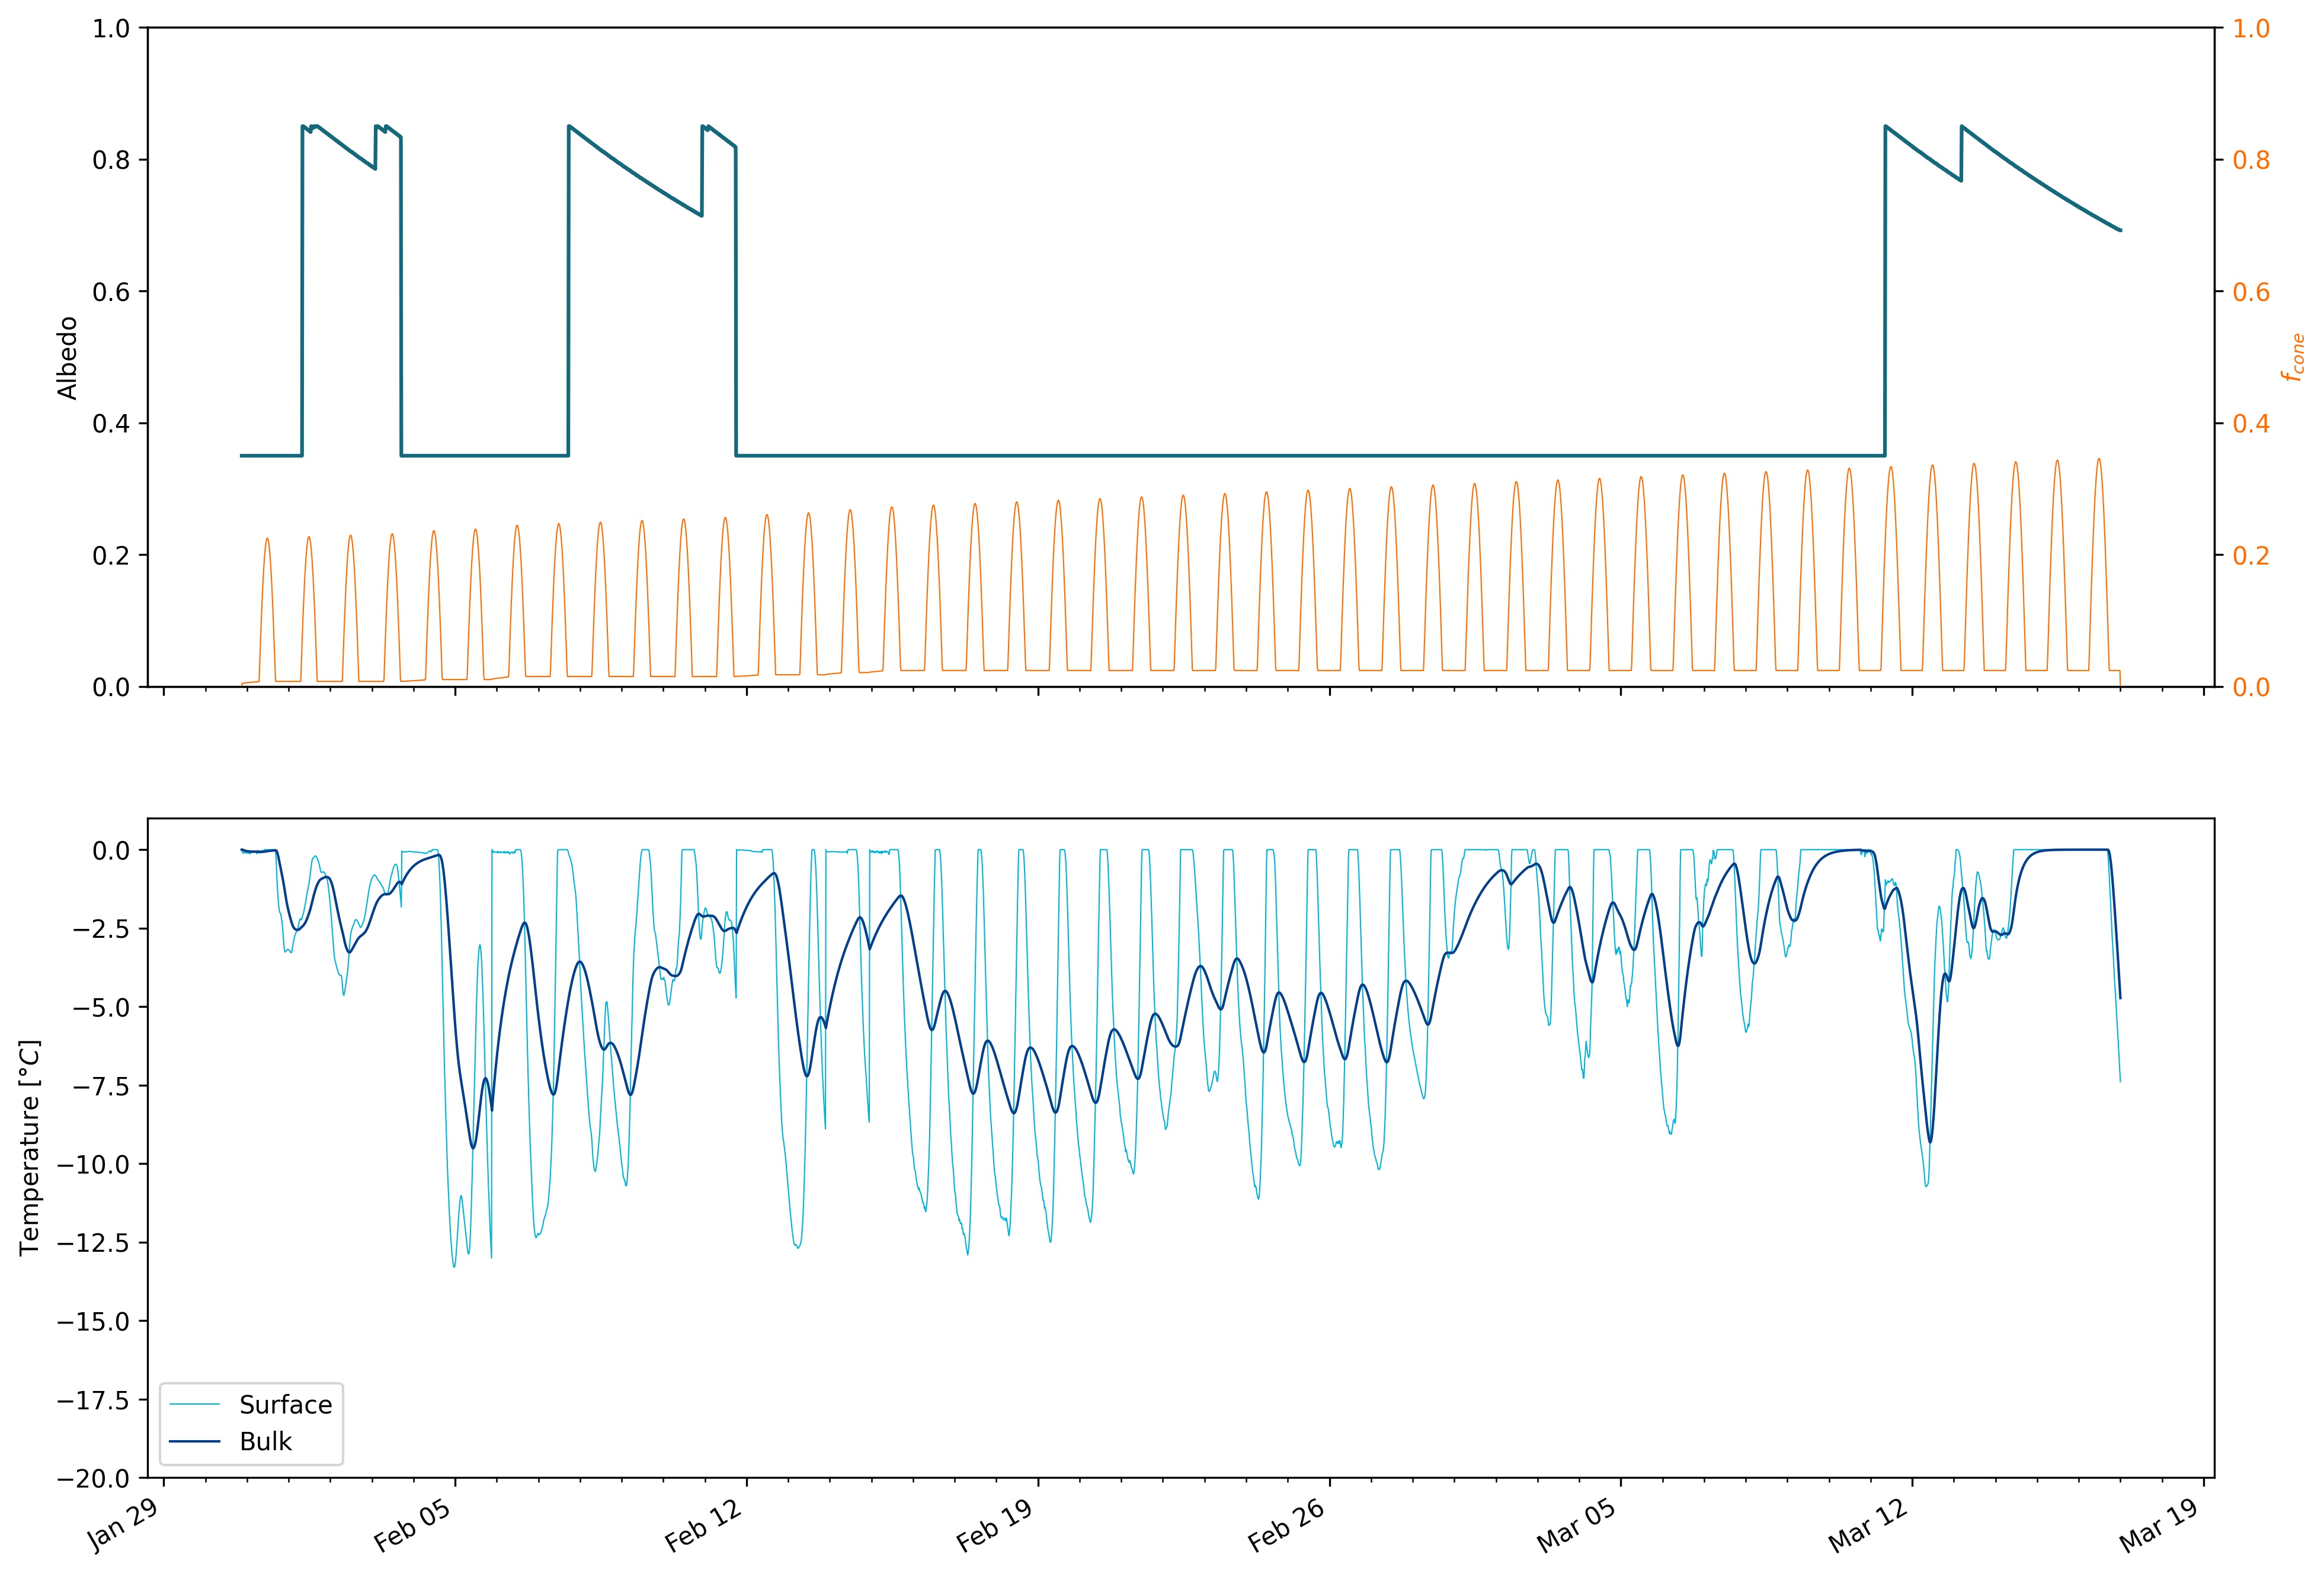 1.0
0.8
0.6
0.4
0.2
0.0
Albedo
1.0
0.8
0.6
0.4
0.2
0.0
f cone
0.0
−2.5
−5.0
−7.5
−10.0
−12.5
−15.0
−17.5
−20.0
Temperature [°C]
Surface
Bulk
Jan 29
Feb 05
Feb 12
Feb 19
Feb 26
Mar 05
Mar 12
Mar 19